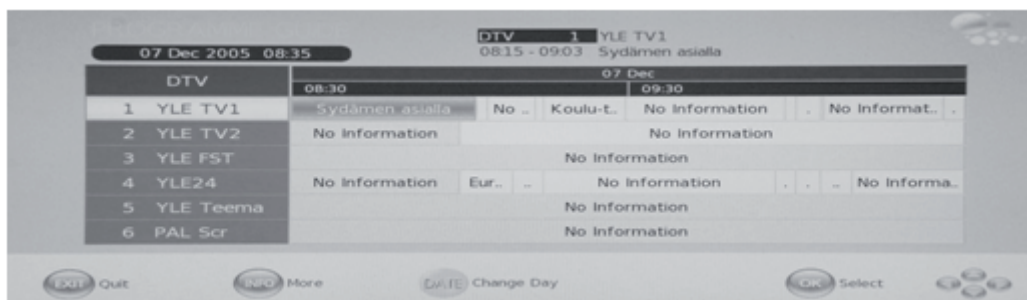 DTV 1 YLE TV1
07 Dec 2005 08:35
08:15 - 09:03 Sydämen asialla
DTV
07 Dec
08:30 09:30
1 YLE TV1 Sydämen asialla No .. Koulu-t.. No Information . No Informat.. .
2 YLE TV2 No Information No Information
3 YLE FST No Information
4 YLE24 No Information Eur.. .. No Information . . .. No Informa..
5 YLE Teema No Information
6 PAL Scr No Information
EXIT Quit INFO More DATE Change Day OK Select